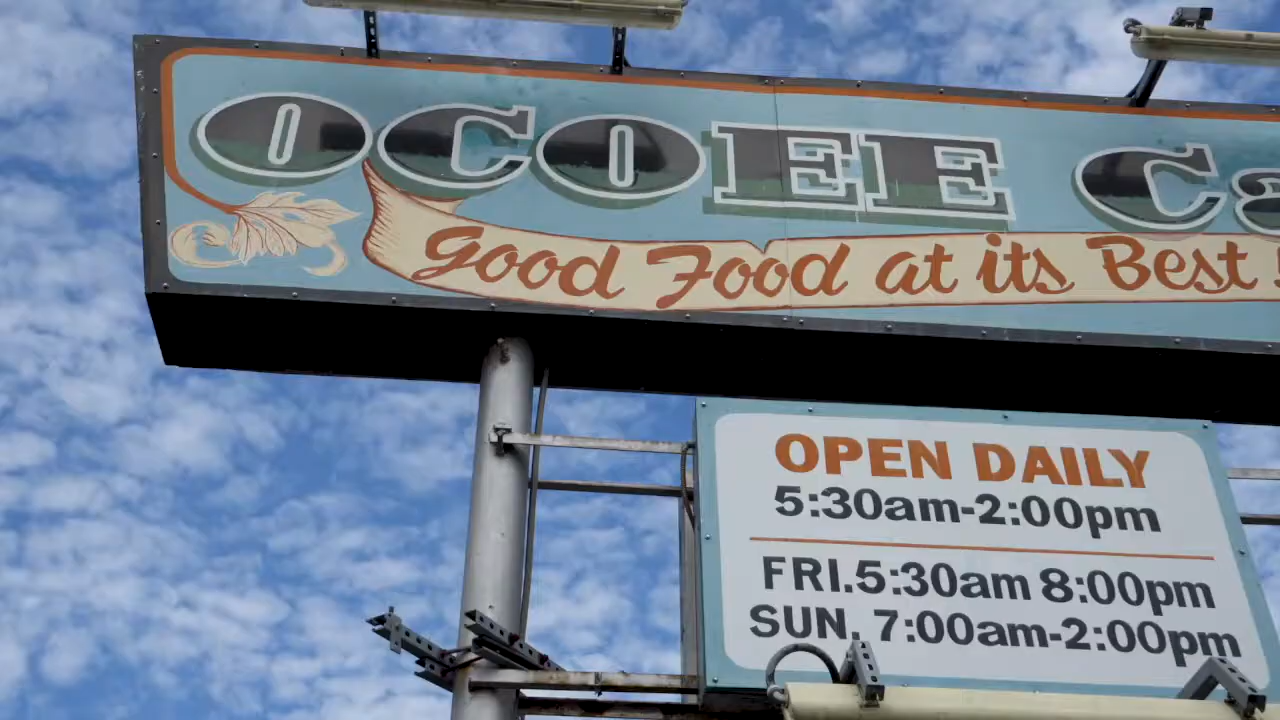 OCOEE Ca
Good Food at its Best!
OPEN DAILY
5:30am-2:00pm
FRI. 5:30am 8:00pm
SUN. 7:00am-2:00pm